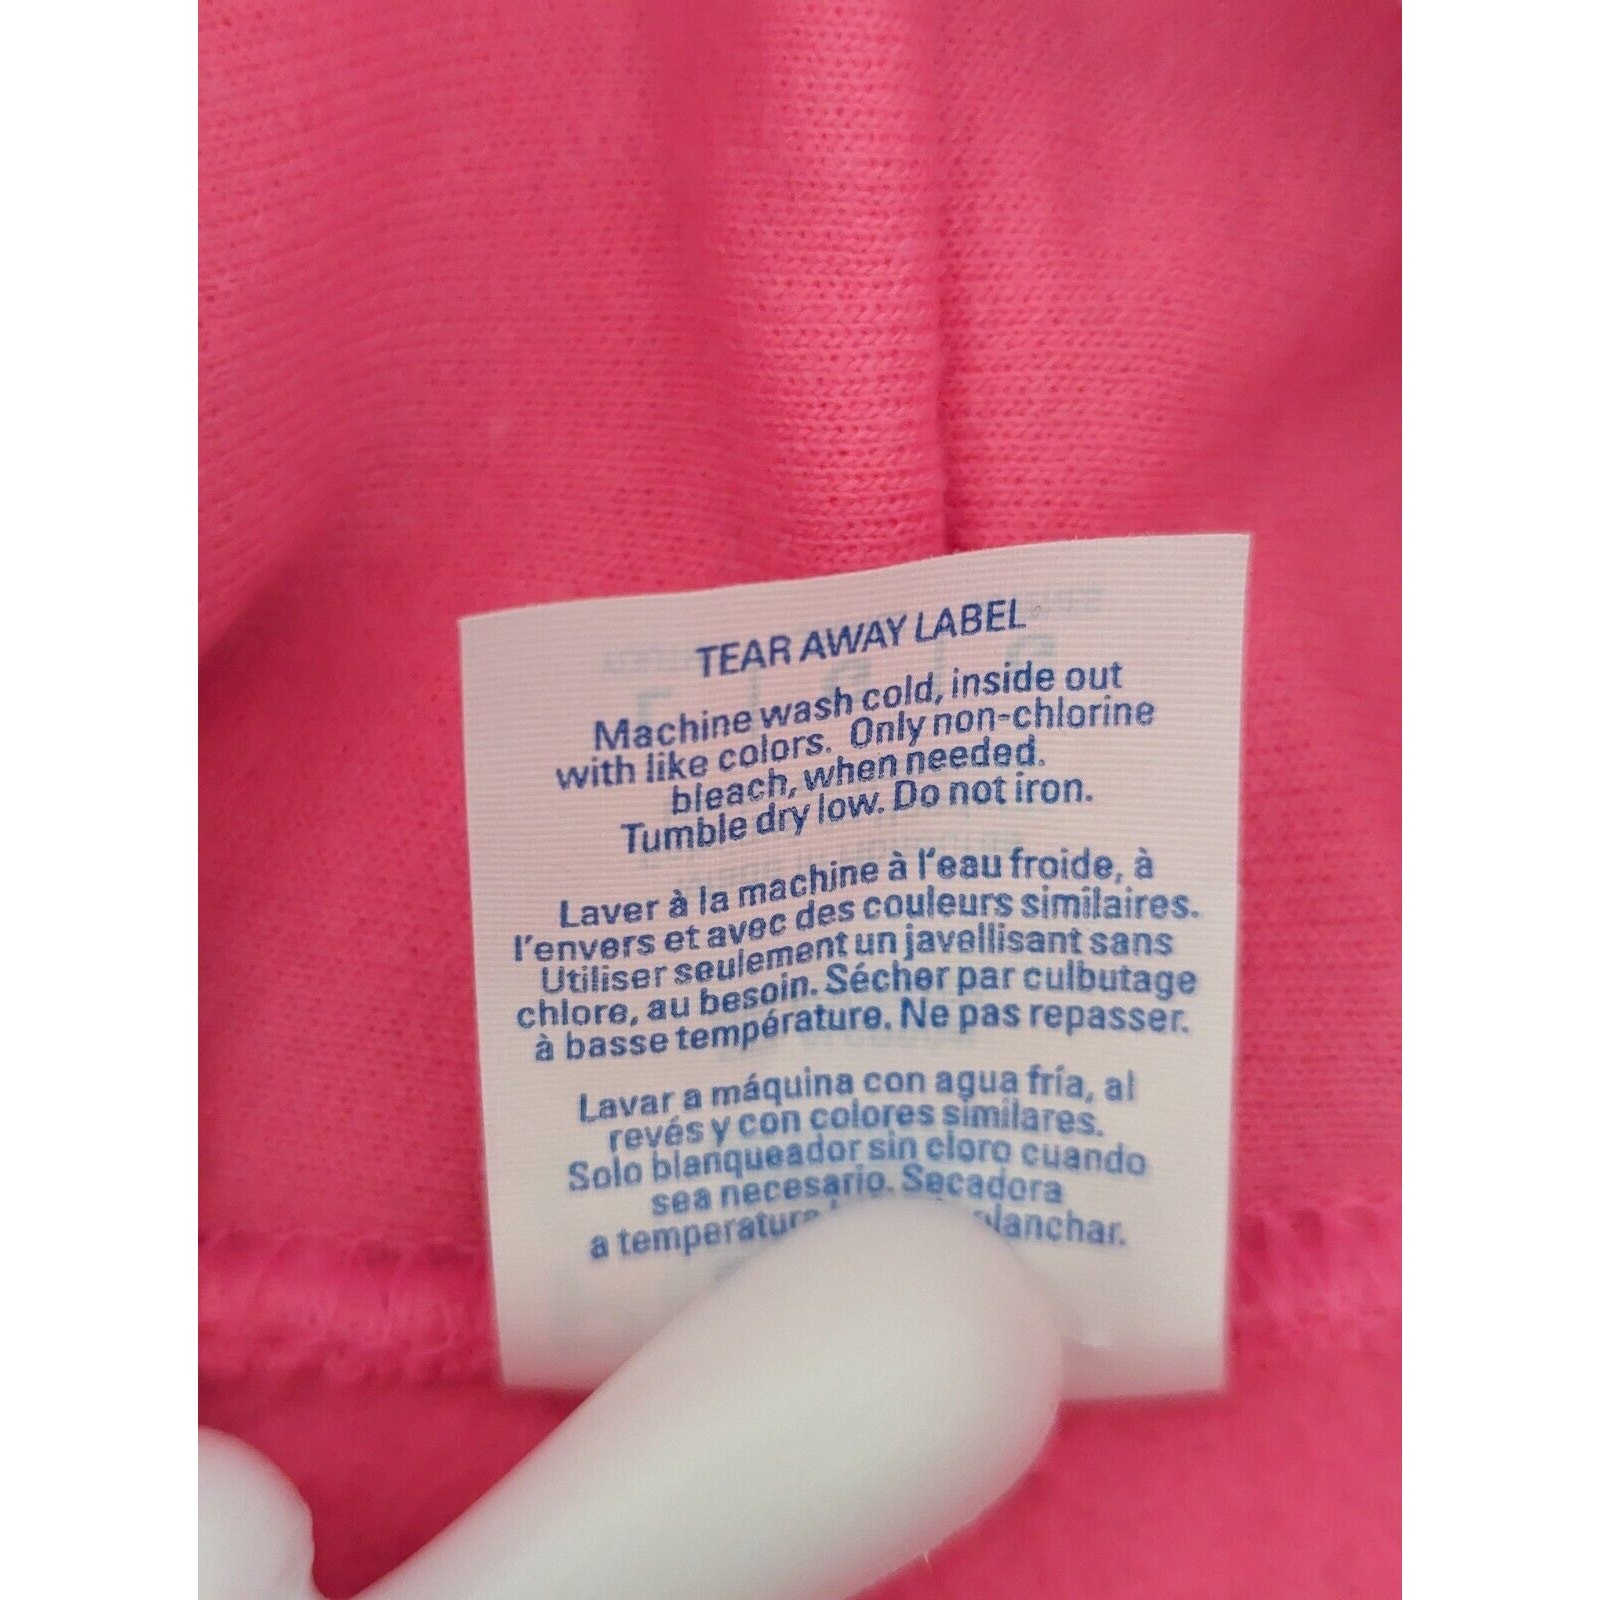 TEAR AWAY LABEL
Machine wash cold, inside out
with like colors. Only non-chlorine
bleach, when needed.
Tumble dry low. Do not iron.
Laver à la machine à l'eau froide, à
l'envers et avec des couleurs similaires.
Utiliser seulement un javellisant sans
chlore, au besoin. Sécher par culbutage
à basse température. Ne pas repasser.
Lavar a máquina con agua fría, al
revés y con colores similares.
Solo blanqueador sin cloro cuando
sea necesario. Secadora
a temperatura